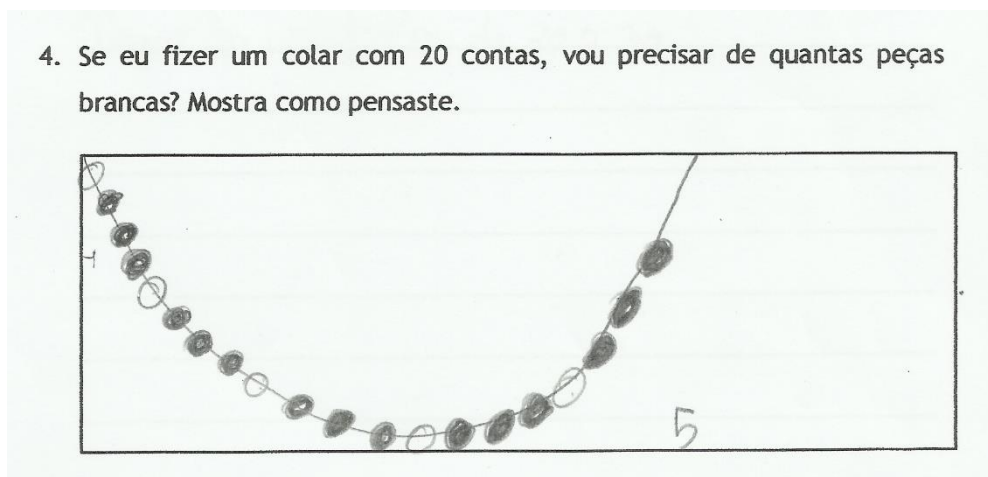 4. Se eu fizer um colar com 20 contas, vou precisar de quantas peças
brancas? Mostra como pensaste.
5